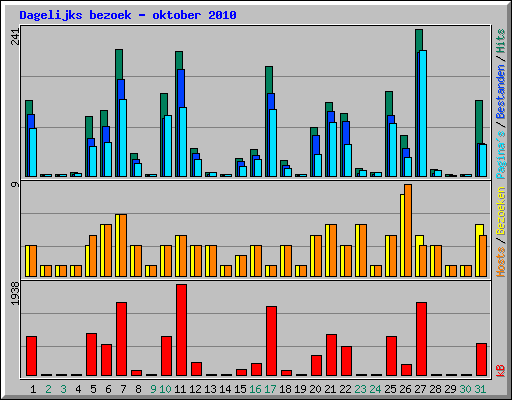 Dagelijks bezoek - oktober 2010
241
9
1938
Hits / Bestanden / Pagina's
Bezoeken / Hosts
kB
1 2 3 4 5 6 7 8 9 10 11 12 13 14 15 16 17 18 19 20 21 22 23 24 25 26 27 28 29 30 31